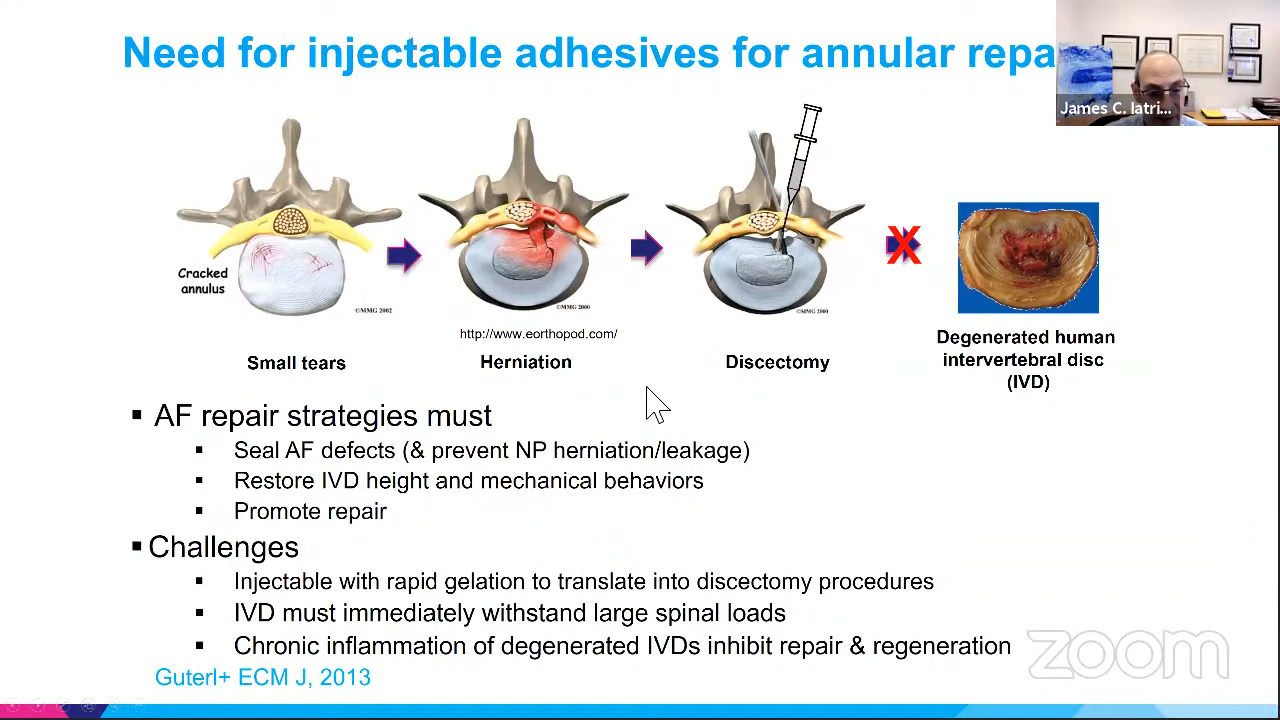 Need for injectable adhesives for annular repa
James C. Iatri...
Cracked
annulus
©MMG 2002
©MMG 2000
©MMG 2000
X
http://www.eorthopod.com/
Small tears
Herniation
Discectomy
Degenerated human
intervertebral disc
(IVD)
▪ AF repair strategies must
▪ Seal AF defects (& prevent NP herniation/leakage)
▪ Restore IVD height and mechanical behaviors
▪ Promote repair
▪ Challenges
▪ Injectable with rapid gelation to translate into discectomy procedures
▪ IVD must immediately withstand large spinal loads
▪ Chronic inflammation of degenerated IVDs inhibit repair & regeneration
Guterl+ ECM J, 2013
zoom